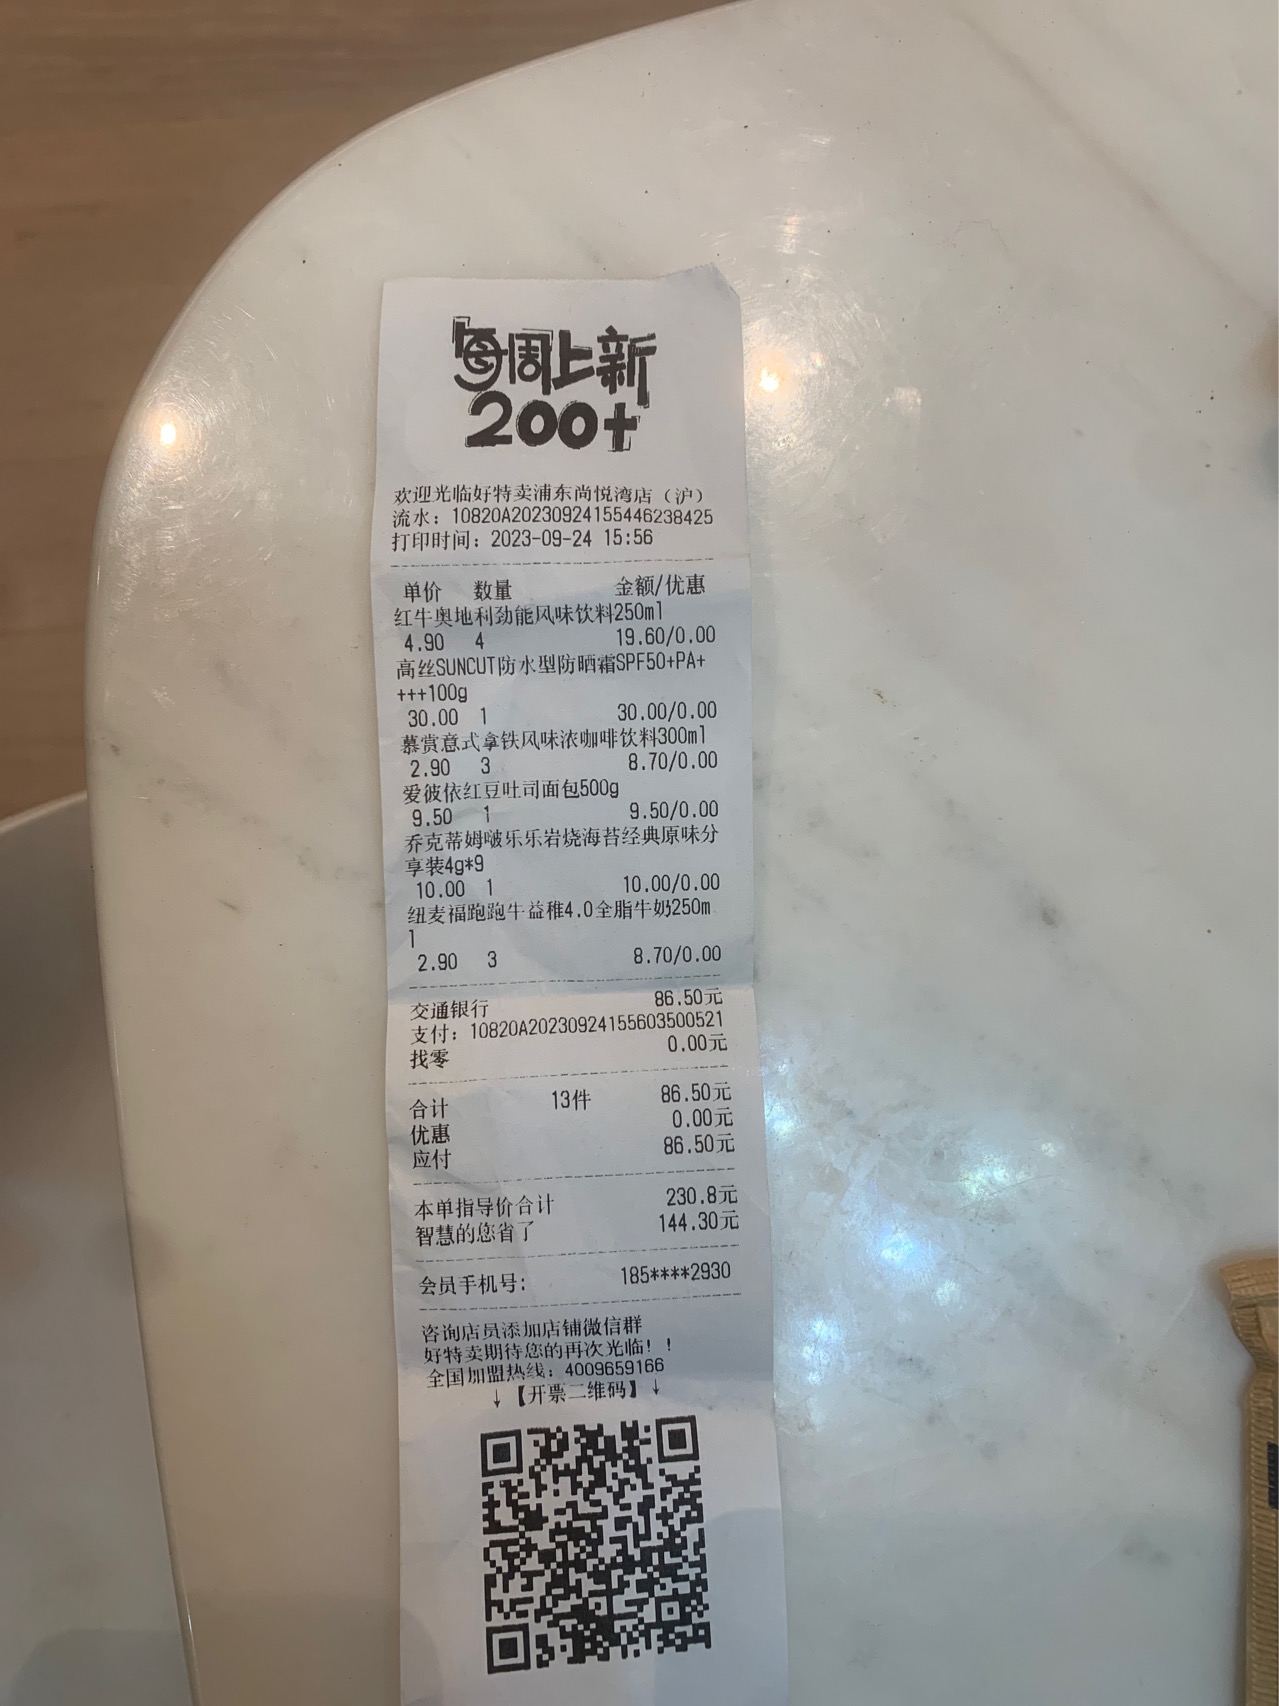 每周上新
200+
欢迎光临好特卖浦东尚悦湾店（沪）
流水：10820A20230924155446238425
打印时间：2023-09-24 15:56
单价 数量 金额/优惠
红牛奥地利劲能风味饮料250ml
4.90 4 19.60/0.00
高丝SUNCUT防水型防晒霜SPF50+PA+
+++100g
30.00 1 30.00/0.00
慕赏意式拿铁风味浓咖啡饮料300ml
2.90 3 8.70/0.00
爱彼依红豆吐司面包500g
9.50 1 9.50/0.00
乔克蒂姆啵乐乐岩烧海苔经典原味分
享装4g*9
10.00 1 10.00/0.00
纽麦福跑跑牛益稚4.0全脂牛奶250m
l
2.90 3 8.70/0.00
交通银行 86.50元
支付：10820A20230924155603500521
找零 0.00元
合计 13件 86.50元
优惠 0.00元
应付 86.50元
本单指导价合计 230.8元
智慧的您省了 144.30元
会员手机号: 185****2930
咨询店员添加店铺微信群
好特卖期待您的再次光临！！
全国加盟热线：4009659166
↓【开票二维码】↓